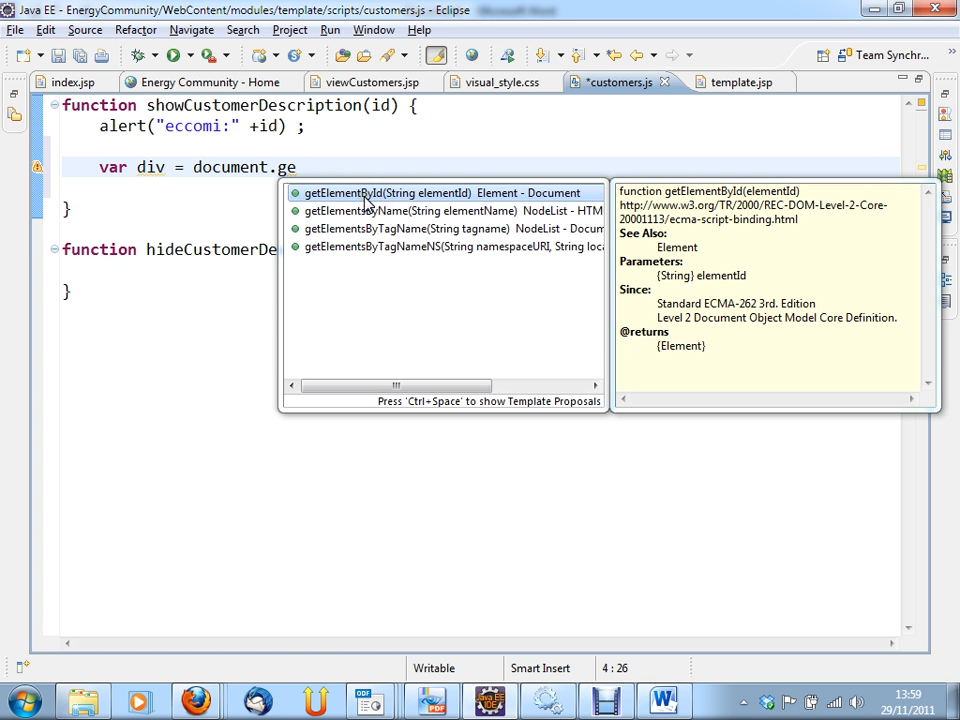 Java EE - EnergyCommunity/WebContent/modules/template/scripts/customers.js - Eclipse
File Edit Source Refactor Navigate Search Project Run Window Help
Team Synchr...
index.jsp Energy Community - Home viewCustomers.jsp visual_style.css *customers.js template.jsp
function showCustomerDescription(id) {
alert("eccomi:" +id) ;
var div = document.ge
}
function hideCustomerDe
}
getElementById(String elementId) Element - Document
getElementsByName(String elementName) NodeList - HTM
getElementsByTagName(String tagname) NodeList - Docum
getElementsByTagNameNS(String namespaceURI, String loca
Press 'Ctrl+Space' to show Template Proposals
function getElementById(elementId)
http://www.w3.org/TR/2000/REC-DOM-Level-2-Core-
20001113/ecma-script-binding.html
See Also:
Element
Parameters:
{String} elementId
Since:
Standard ECMA-262 3rd. Edition
Level 2 Document Object Model Core Definition.
@returns
{Element}
Writable Smart Insert 4 : 26
ODF PDF Java EE IDE W
13:59
29/11/2011